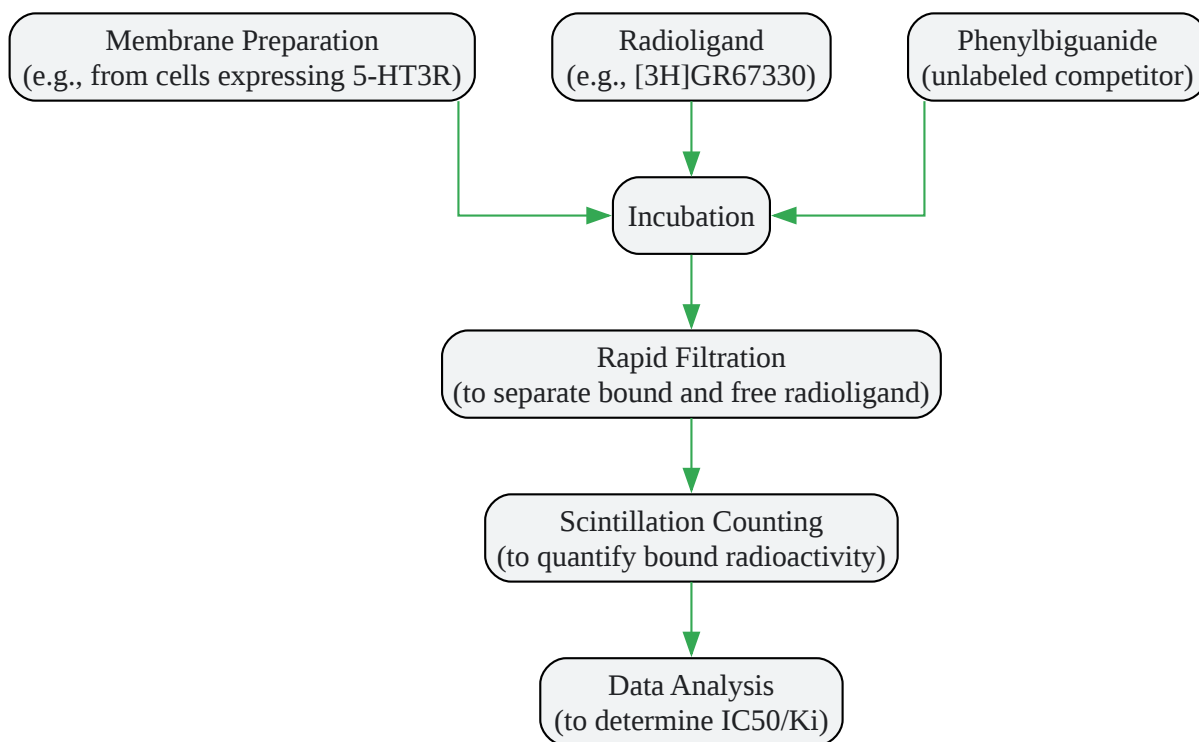 Membrane Preparation
(e.g., from cells expressing 5-HT3R)
Radioligand
(e.g., [3H]GR67330)
Phenylbiguanide
(unlabeled competitor)
Incubation
Rapid Filtration
(to separate bound and free radioligand)
Scintillation Counting
(to quantify bound radioactivity)
Data Analysis
(to determine IC50/Ki)